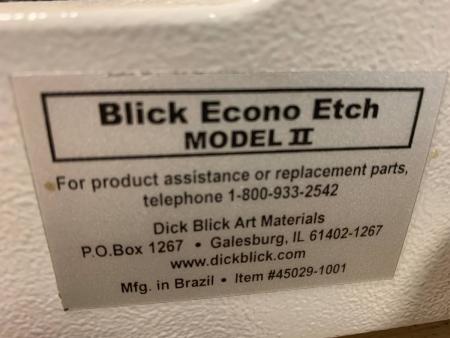 Blick Econo Etch
MODEL II
For product assistance or replacement parts,
telephone 1-800-933-2542
Dick Blick Art Materials
P.O.Box 1267 • Galesburg, IL 61402-1267
www.dickblick.com
Mfg. in Brazil • Item #45029-1001